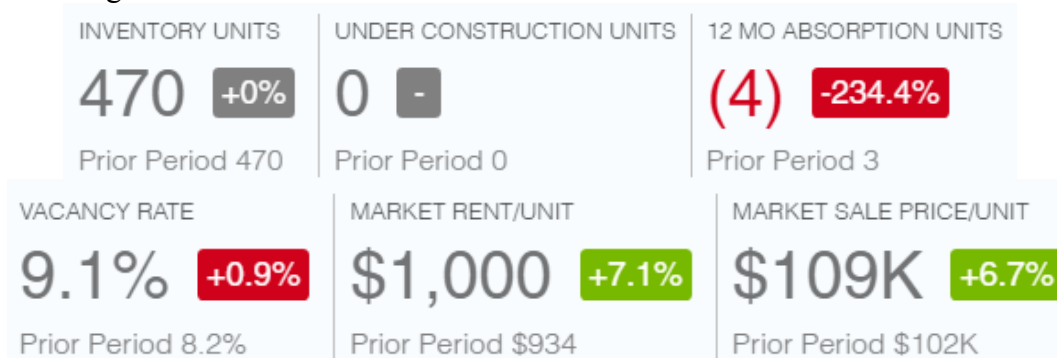 INVENTORY UNITS UNDER CONSTRUCTION UNITS 12 MO ABSORPTION UNITS
470 +0% 0 - (4) -234.4%
Prior Period 470 Prior Period 0 Prior Period 3
VACANCY RATE MARKET RENT/UNIT MARKET SALE PRICE/UNIT
9.1% +0.9% $1,000 +7.1% $109K +6.7%
Prior Period 8.2% Prior Period $934 Prior Period $102K